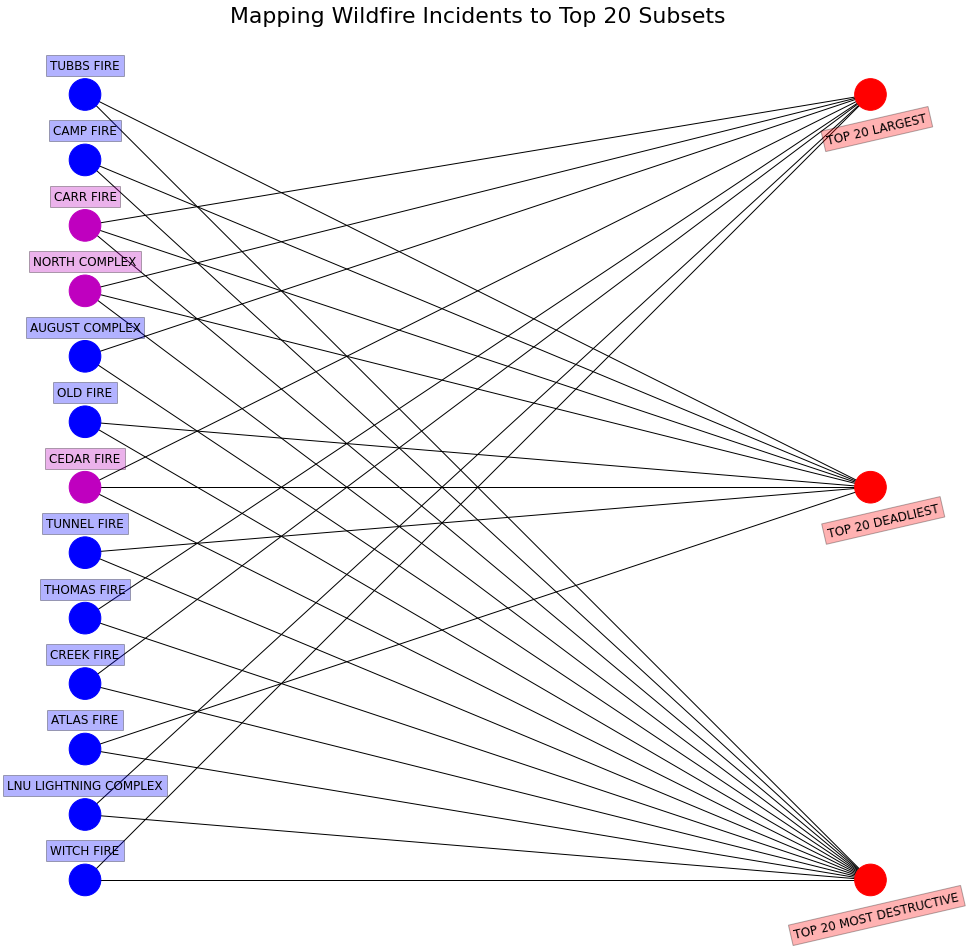 Mapping Wildfire Incidents to Top 20 Subsets
TUBBS FIRE
CAMP FIRE
CARR FIRE
NORTH COMPLEX
AUGUST COMPLEX
OLD FIRE
CEDAR FIRE
TUNNEL FIRE
THOMAS FIRE
CREEK FIRE
ATLAS FIRE
LNU LIGHTNING COMPLEX
WITCH FIRE
TOP 20 LARGEST
TOP 20 DEADLIEST
TOP 20 MOST DESTRUCTIVE